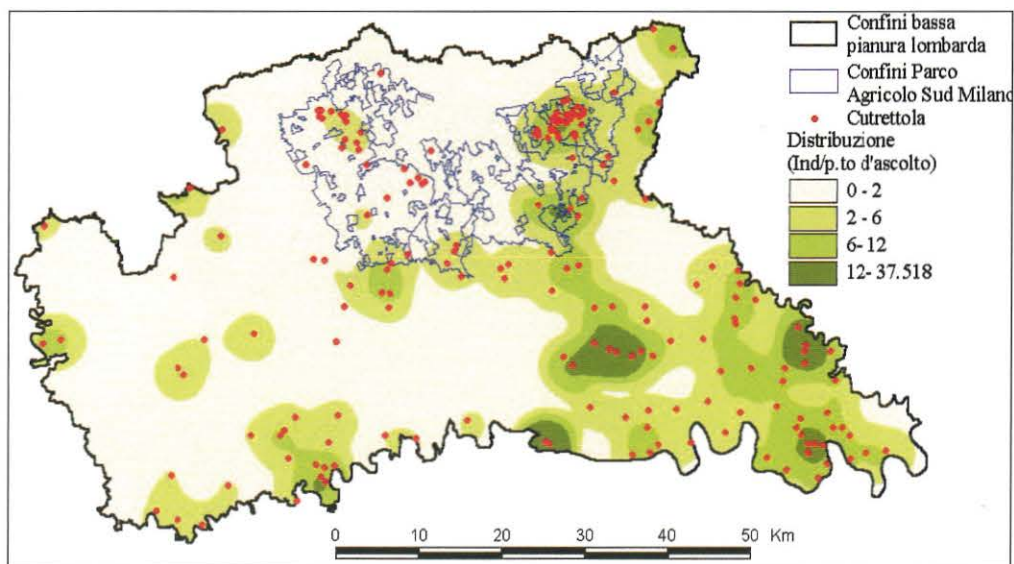 Confini bassa
pianura lombarda
Confini Parco
Agricolo Sud Milano
Cutrettola
Distribuzione
(Ind/p.to d'ascolto)
0 - 2
2 - 6
6- 12
12- 37.518
0 10 20 30 40 50 Km